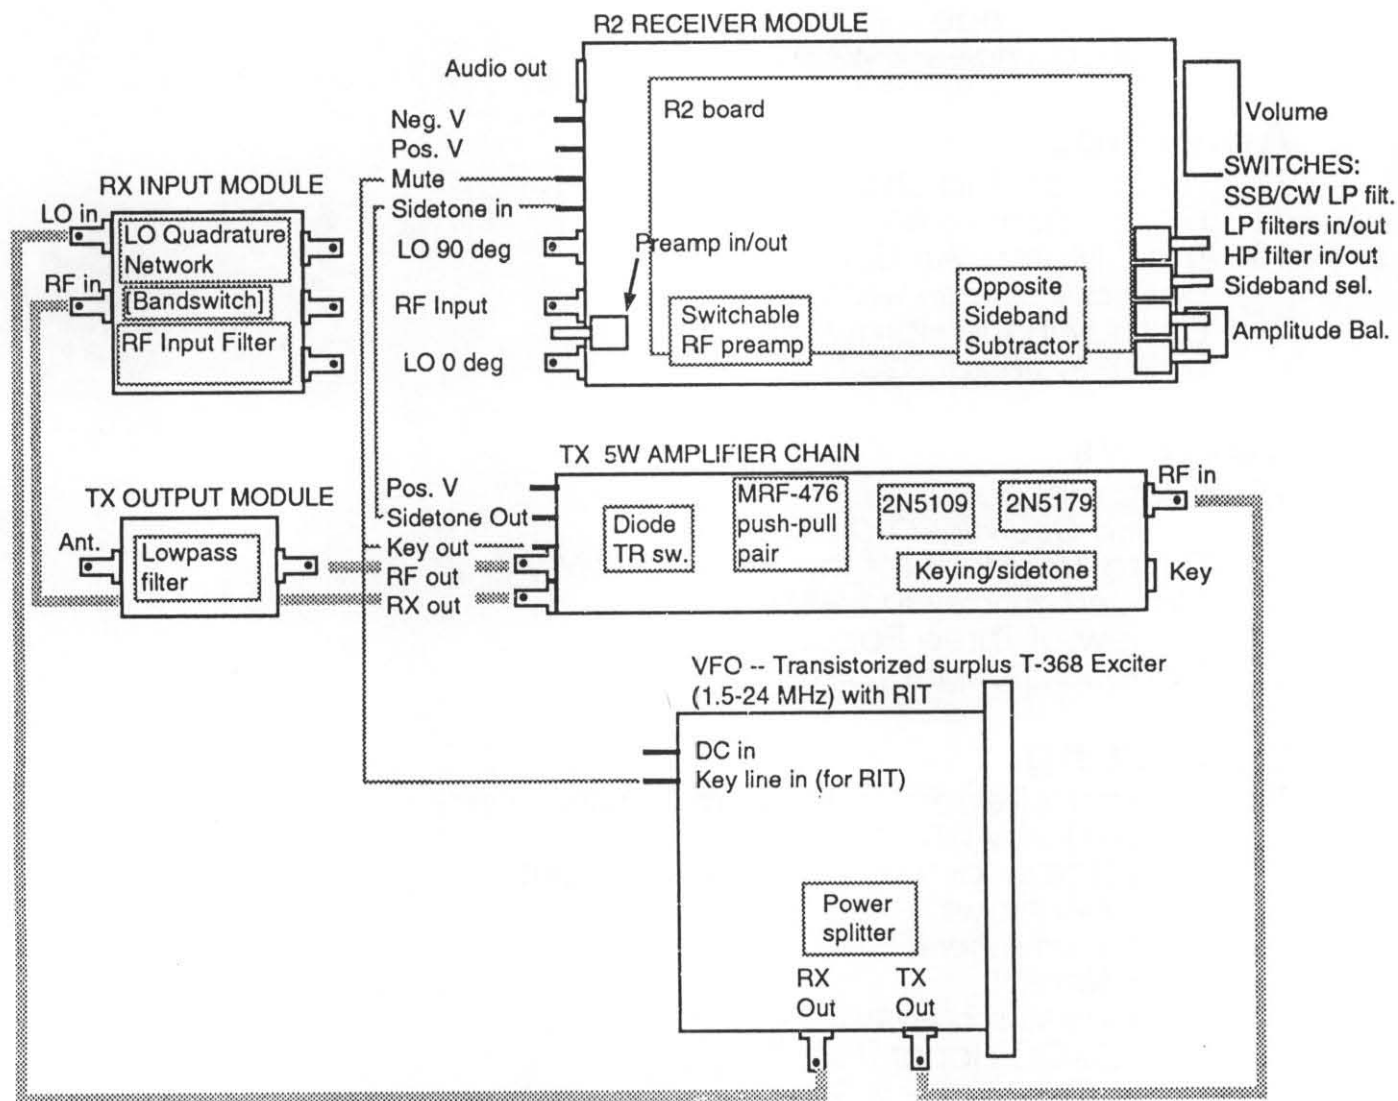 R2 RECEIVER MODULE
Audio out
Neg. V
Pos. V
Mute
Sidetone in
LO 90 deg
RF Input
LO 0 deg
R2 board
Preamp in/out
Switchable
RF preamp
Opposite
Sideband
Subtractor
Volume
SWITCHES:
SSB/CW LP filt.
LP filters in/out
HP filter in/out
Sideband sel.
Amplitude Bal.
RX INPUT MODULE
LO in
RF in
LO Quadrature
Network
[Bandswitch]
RF Input Filter
TX OUTPUT MODULE
Ant.
Lowpass
filter
TX 5W AMPLIFIER CHAIN
Pos. V
Sidetone Out
Key out
RF out
RX out
Diode
TR sw.
MRF-476
push-pull
pair
2N5109
2N5179
Keying/sidetone
RF in
Key
VFO -- Transistorized surplus T-368 Exciter
(1.5-24 MHz) with RIT
DC in
Key line in (for RIT)
Power
splitter
RX
Out
TX
Out